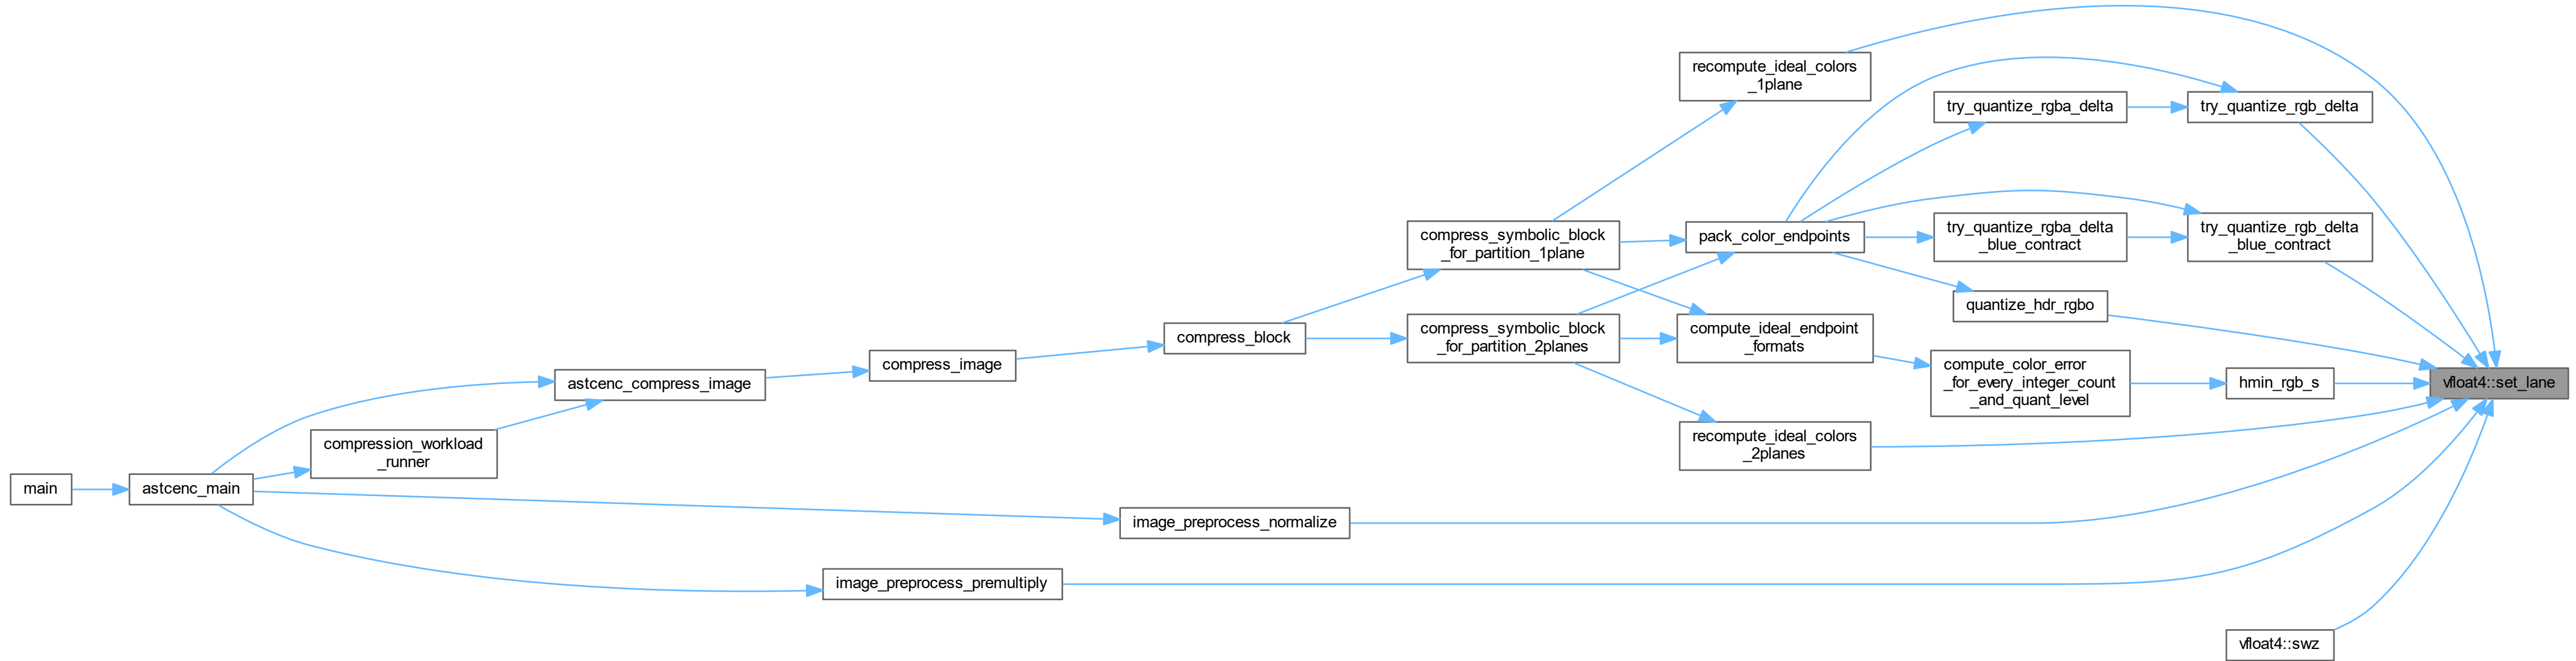 recompute_ideal_colors
_1plane
try_quantize_rgba_delta
try_quantize_rgb_delta
compress_symbolic_block
_for_partition_1plane
pack_color_endpoints
try_quantize_rgba_delta
_blue_contract
try_quantize_rgb_delta
_blue_contract
quantize_hdr_rgbo
compress_block
compress_symbolic_block
_for_partition_2planes
compute_ideal_endpoint
_formats
compress_image
compute_color_error
_for_every_integer_count
_and_quant_level
hmin_rgb_s
vfloat4::set_lane
astcenc_compress_image
compression_workload
_runner
recompute_ideal_colors
_2planes
main
astcenc_main
image_preprocess_normalize
image_preprocess_premultiply
vfloat4::swz